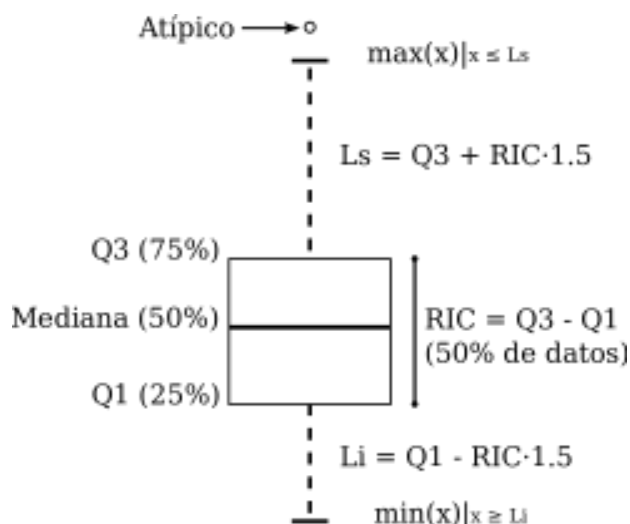 Atípico
max(x)|x ≤ Ls
Ls = Q3 + RIC·1.5
Q3 (75%)
Mediana (50%)
RIC = Q3 - Q1
(50% de datos)
Q1 (25%)
Li = Q1 - RIC·1.5
min(x)|x ≥ Li